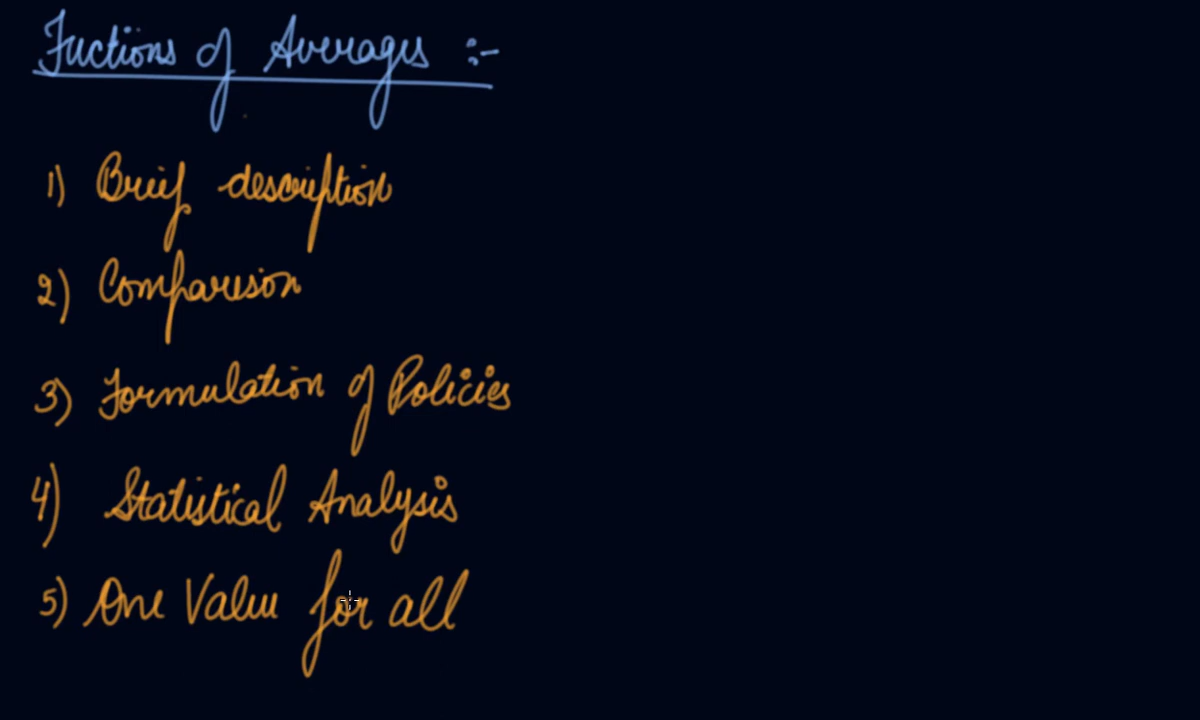 Fuctions of Averages :-
1) Brief description
2) Comparison
3) Formulation of Policies
4) Statistical Analysis
5) One Value for all